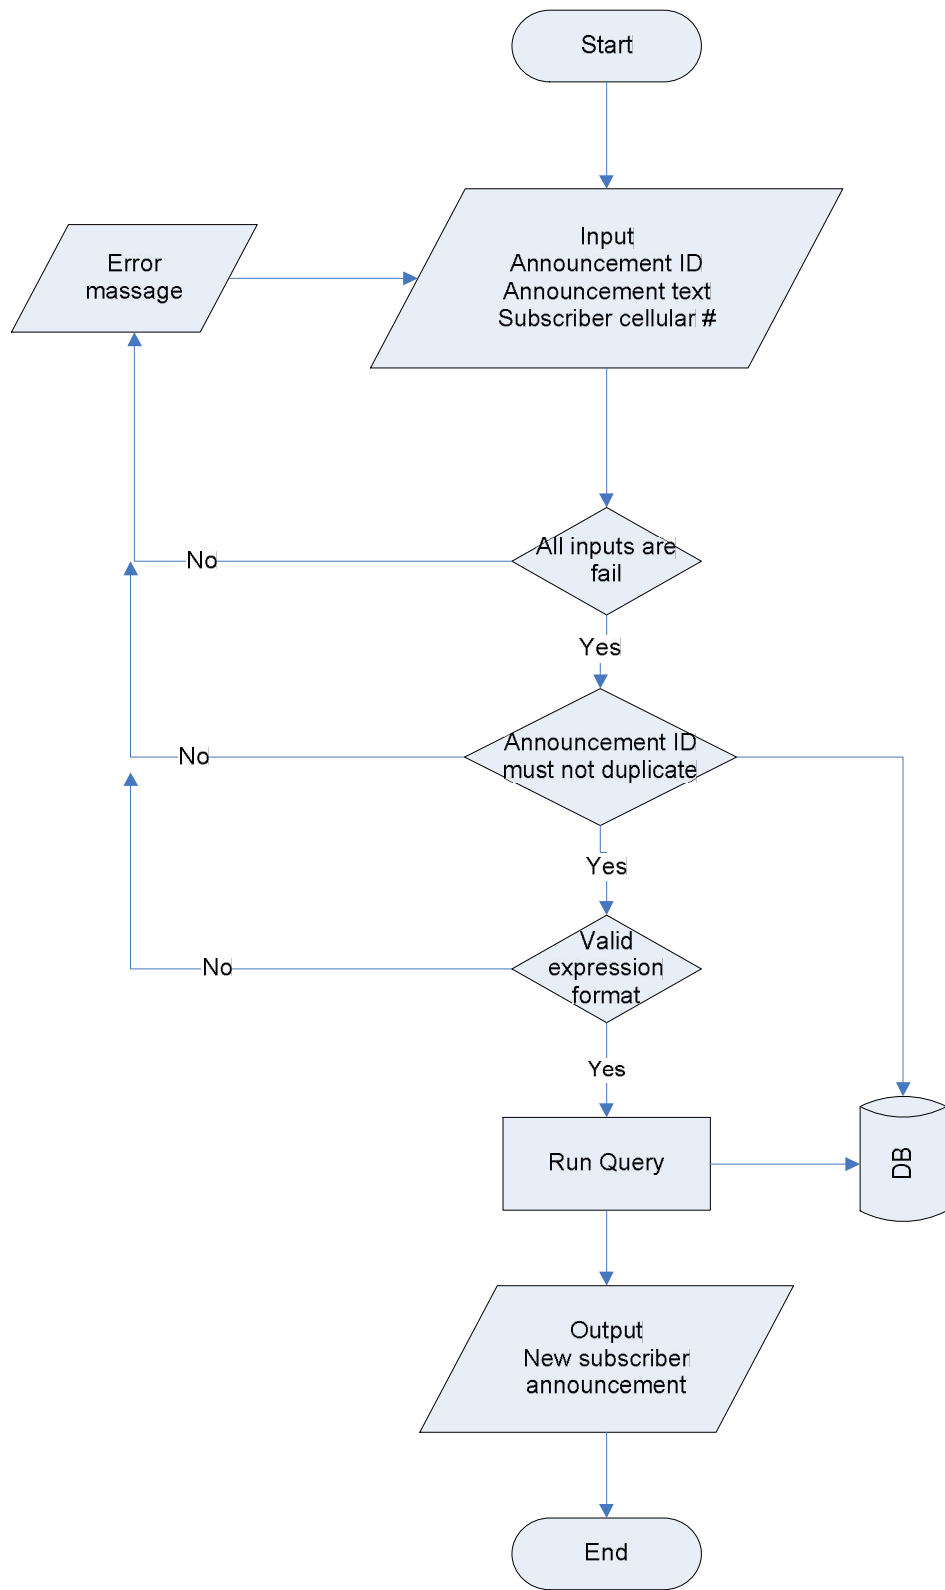 Start
Input
Announcement ID
Announcement text
Subscriber cellular #
Error
massage
All inputs are
fail
No
Yes
Announcement ID
must not duplicate
No
Yes
Valid
expression
format
No
Yes
Run Query
DB
Output
New subscriber
announcement
End